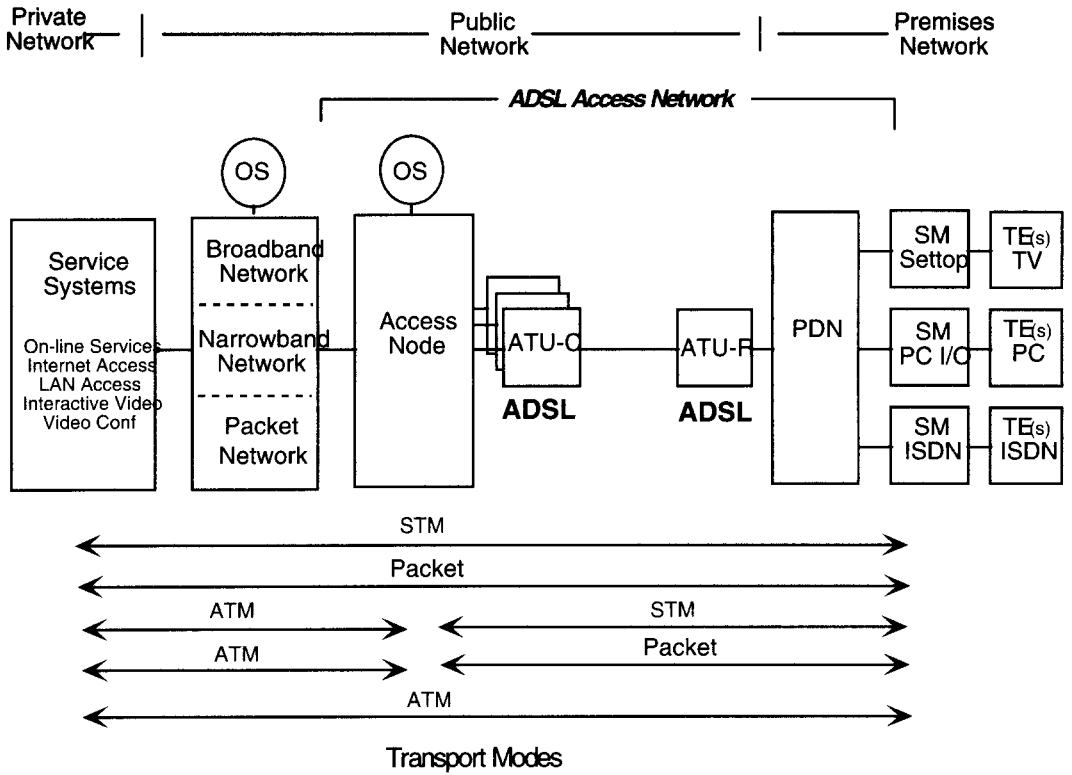 Private
Network
Public
Network
Premises
Network
ADSL Access Network
OS
OS
Service
Systems
On-line Services
Internet Access
LAN Access
Interactive Video
Video Conf
Broadband
Network
Narrowband
Network
Packet
Network
Access
Node
ATU-C
ADSL
ATU-R
ADSL
PDN
SM
Settop
TE(s)
TV
SM
PC I/O
TE(s)
PC
SM
ISDN
TE(s)
ISDN
STM
Packet
ATM
STM
ATM
Packet
ATM
Transport Modes